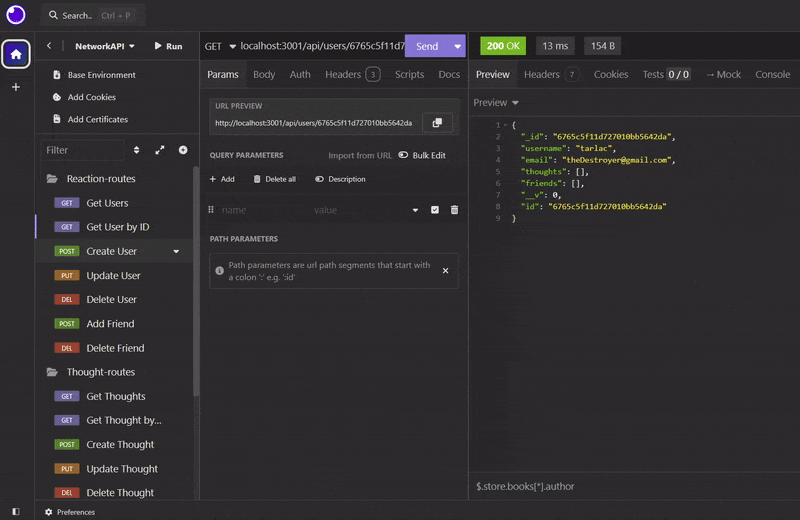 Search.. Ctrl + P
NetworkAPI Run
Base Environment
Add Cookies
Add Certificates
Filter
Reaction-routes
GET Get Users
GET Get User by ID
POST Create User
PUT Update User
DEL Delete User
POST Add Friend
DEL Delete Friend
Thought-routes
GET Get Thoughts
GET Get Thought by...
POST Create Thought
PUT Update Thought
DEL Delete Thought
Preferences
GET localhost:3001/api/users/6765c5f11d7 Send
Params Body Auth Headers 3 Scripts Docs
URL PREVIEW
http://localhost:3001/api/users/6765c5f11d727010bb5642da
QUERY PARAMETERS Import from URL Bulk Edit
+ Add Delete all Description
name value
PATH PARAMETERS
Path parameters are url path segments that start with
a colon ':' e.g. ':id'
200 OK 13 ms 154 B
Preview Headers 7 Cookies Tests 0 / 0 → Mock Console
Preview
1 {
2 "_id": "6765c5f11d727010bb5642da",
3 "username": "tarlac",
4 "email": "theDestroyer@gmail.com",
5 "thoughts": [],
6 "friends": [],
7 "__v": 0,
8 "id": "6765c5f11d727010bb5642da"
9 }
$.store.books[*].author